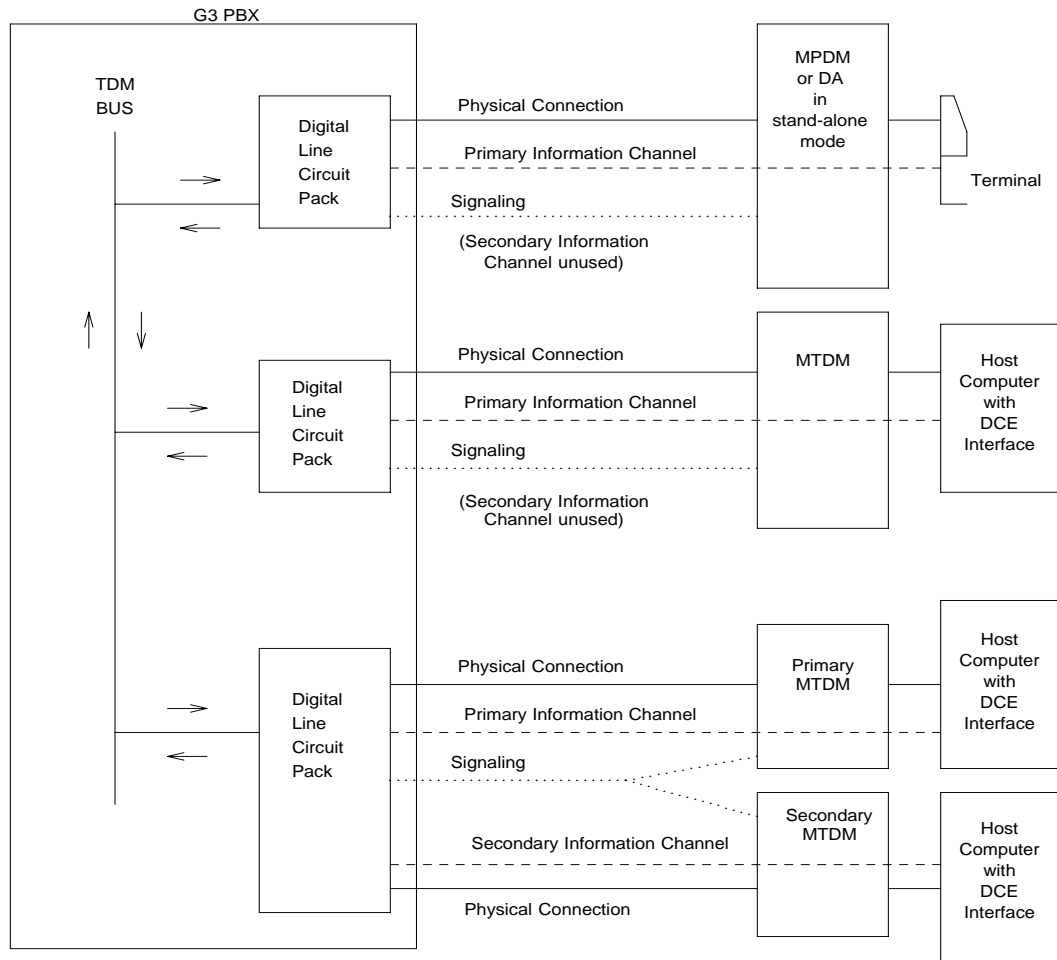 G3 PBX
TDM
BUS
Digital
Line
Circuit
Pack
Physical Connection
Primary Information Channel
Signaling
(Secondary Information
Channel unused)
MPDM
or DA
in
stand-alone
mode
Terminal
Digital
Line
Circuit
Pack
Physical Connection
Primary Information Channel
Signaling
(Secondary Information
Channel unused)
MTDM
Host
Computer
with
DCE
Interface
Digital
Line
Circuit
Pack
Physical Connection
Primary Information Channel
Signaling
Primary
MTDM
Host
Computer
with
DCE
Interface
Secondary Information Channel
Physical Connection
Secondary
MTDM
Host
Computer
with
DCE
Interface